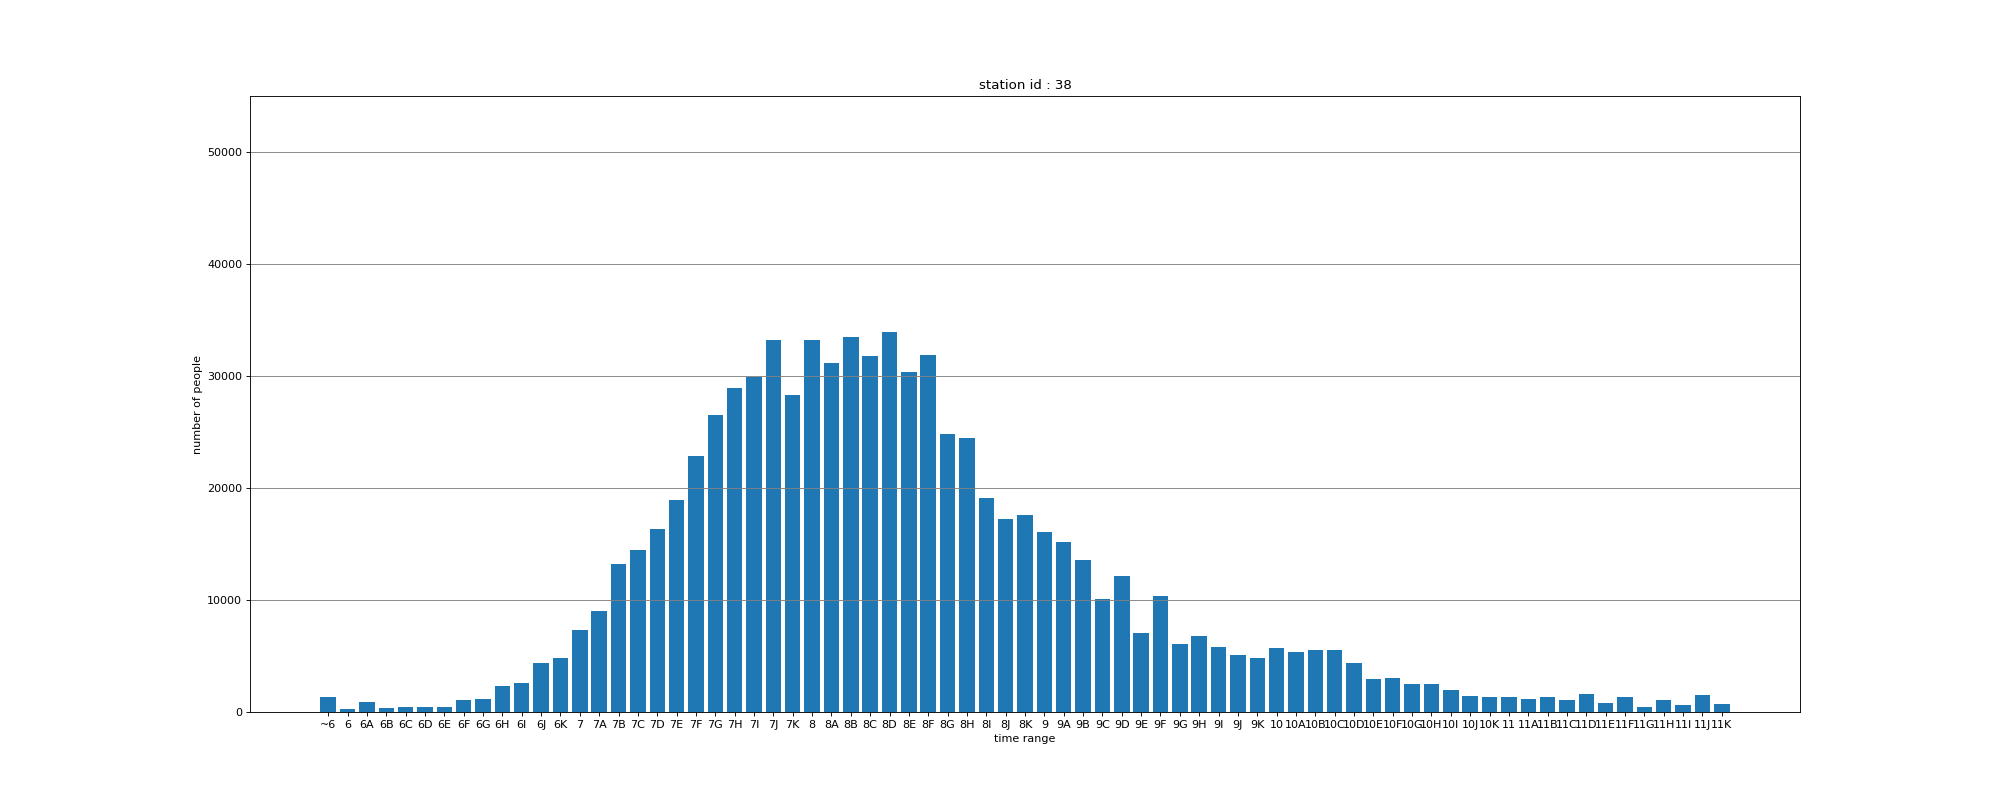 station id : 38
50000
40000
30000
20000
10000
0
number of people
~6 6 6A 6B 6C 6D 6E 6F 6G 6H 6I 6J 6K 7 7A 7B 7C 7D 7E 7F 7G 7H 7I 7J 7K 8 8A 8B 8C 8D 8E 8F 8G 8H 8I 8J 8K 9 9A 9B 9C 9D 9E 9F 9G 9H 9I 9J 9K 10 10A 10B 10C 10D 10E 10F 10G 10H 10I 10J 10K 11 11A 11B 11C 11D 11E 11F 11G 11H 11I 11J 11K
time range